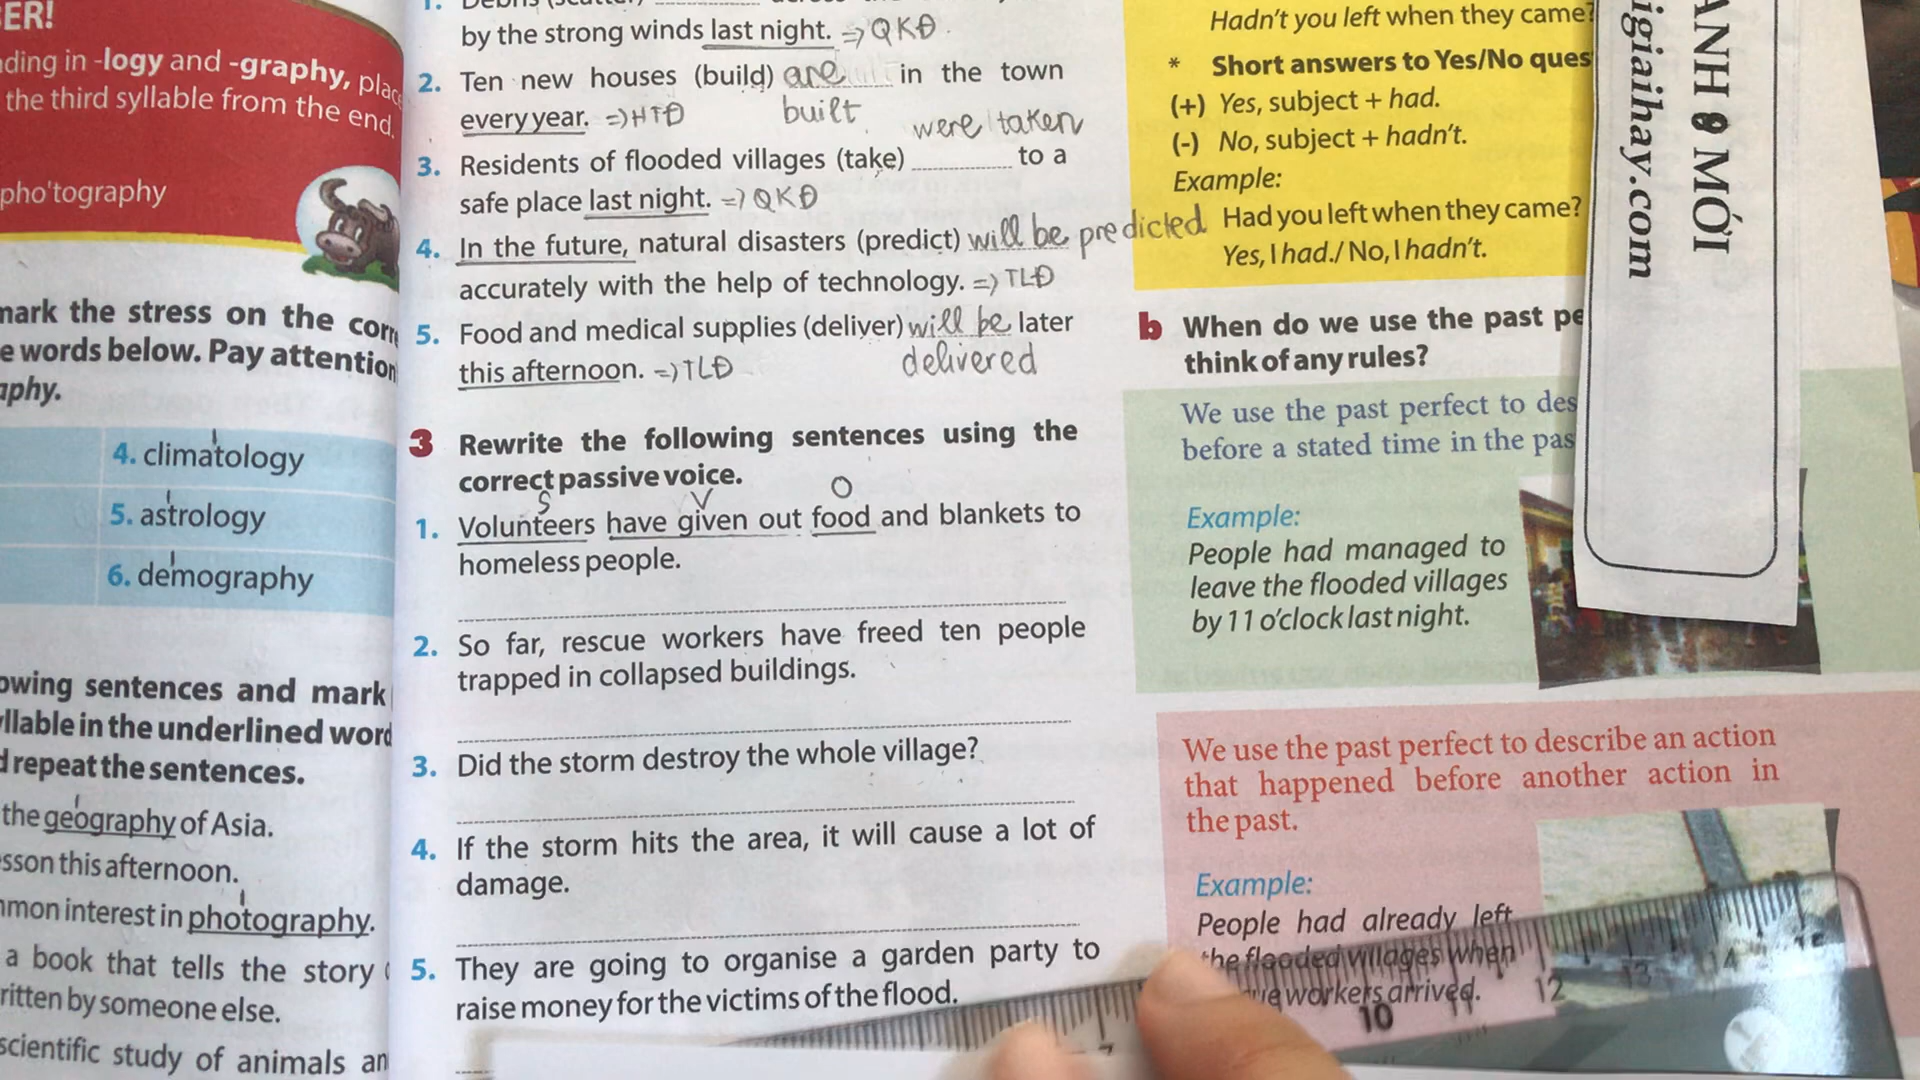 ER!
ding in -logy and -graphy, place
the third syllable from the end.
pho'tography
mark the stress on the corr
e words below. Pay attention
aphy.
4. climatology
5. astrology
6. demography
owing sentences and mark
yllable in the underlined word
d repeat the sentences.
the geography of Asia.
sson this afternoon.
mmon interest in photography.
a book that tells the story
ritten by someone else.
scientific study of animals an
by the strong winds last night. => QKĐ
2. Ten new houses (build) are in the town
every year. => HTĐ built
were taken
3. Residents of flooded villages (take) to a
safe place last night. => QKĐ
4. In the future, natural disasters (predict) will be predicted
accurately with the help of technology. => TLĐ
5. Food and medical supplies (deliver) will be later
this afternoon. => TLĐ delivered
3 Rewrite the following sentences using the
correct passive voice.
S V O
1. Volunteers have given out food and blankets to
homeless people.
2. So far, rescue workers have freed ten people
trapped in collapsed buildings.
3. Did the storm destroy the whole village?
4. If the storm hits the area, it will cause a lot of
damage.
5. They are going to organise a garden party to
raise money for the victims of the flood.
Hadn't you left when they came?
* Short answers to Yes/No ques
(+) Yes, subject + had.
(-) No, subject + hadn't.
Example:
Had you left when they came?
Yes, I had./ No, I hadn't.
b When do we use the past pe
think of any rules?
We use the past perfect to des
before a stated time in the pas
Example:
People had managed to
leave the flooded villages
by 11 o'clock last night.
We use the past perfect to describe an action
that happened before another action in
the past.
Example:
People had already left
the flooded villages when
ue workers arrived.
10 11 12 13 14
7
ANH 8 MỚI
igiaihay.com